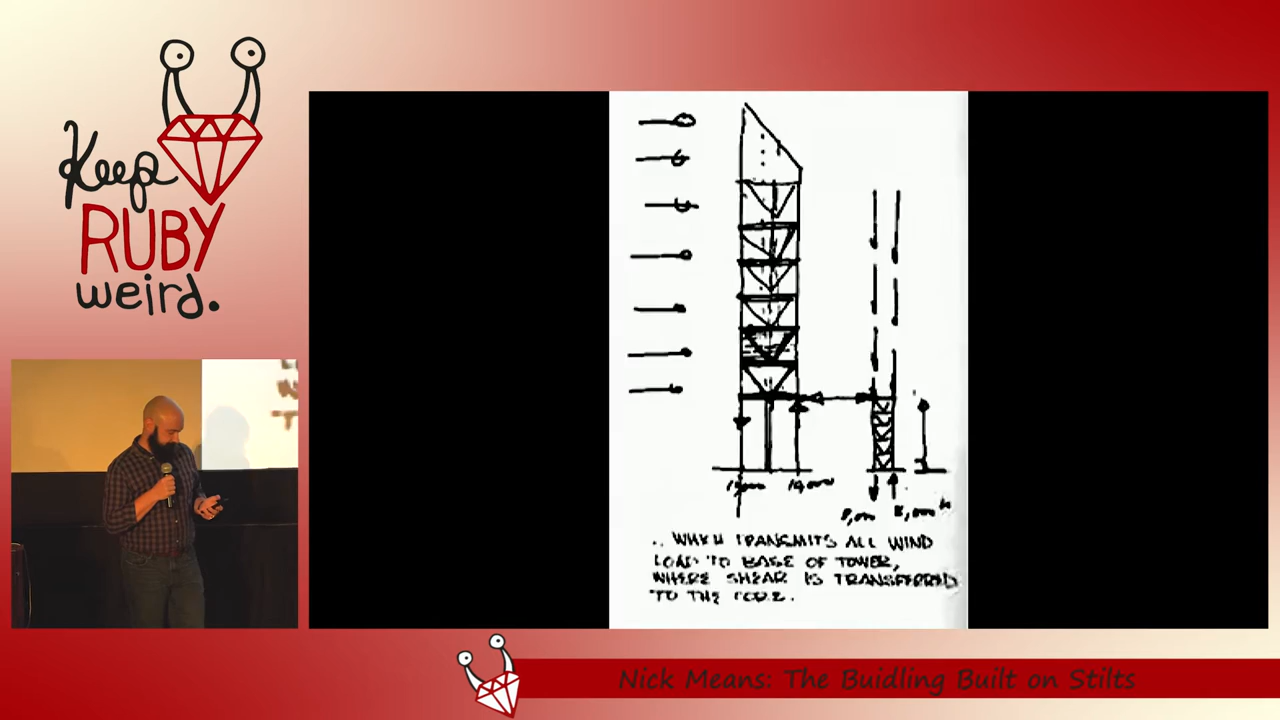 Keep
RUBY
weird.
.. WHICH TRANSMITS ALL WIND
LOAD TO BASE OF TOWER,
WHERE SHEAR IS TRANSFERRED
TO THE CORE.
Nick Means: The Buidling Built on Stilts